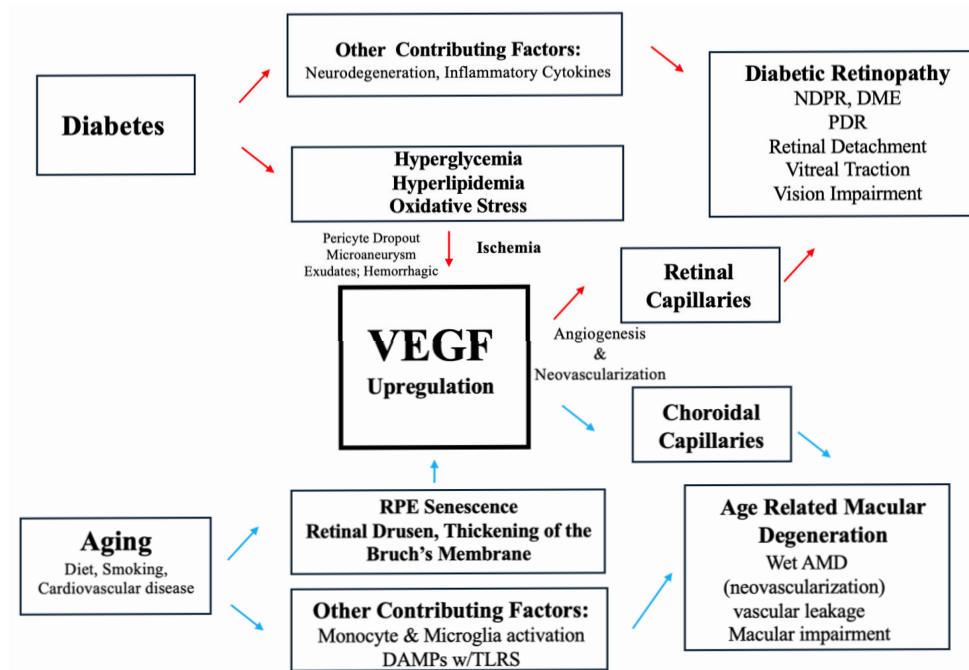 Other Contributing Factors:
Neurodegeneration, Inflammatory Cytokines
Diabetic Retinopathy
NDPR, DME
PDR
Retinal Detachment
Vitreal Traction
Vision Impairment
Diabetes
Hyperglycemia
Hyperlipidemia
Oxidative Stress
Pericyte Dropout
Microaneurysm
Exudates; Hemorrhagic
Ischemia
Retinal
Capillaries
VEGF
Upregulation
Angiogenesis
&
Neovascularization
Choroidal
Capillaries
RPE Senescence
Retinal Drusen, Thickening of the
Bruch's Membrane
Aging
Diet, Smoking,
Cardiovascular disease
Age Related Macular
Degeneration
Wet AMD
(neovascularization)
vascular leakage
Macular impairment
Other Contributing Factors:
Monocyte & Microglia activation
DAMPs w/TLRS